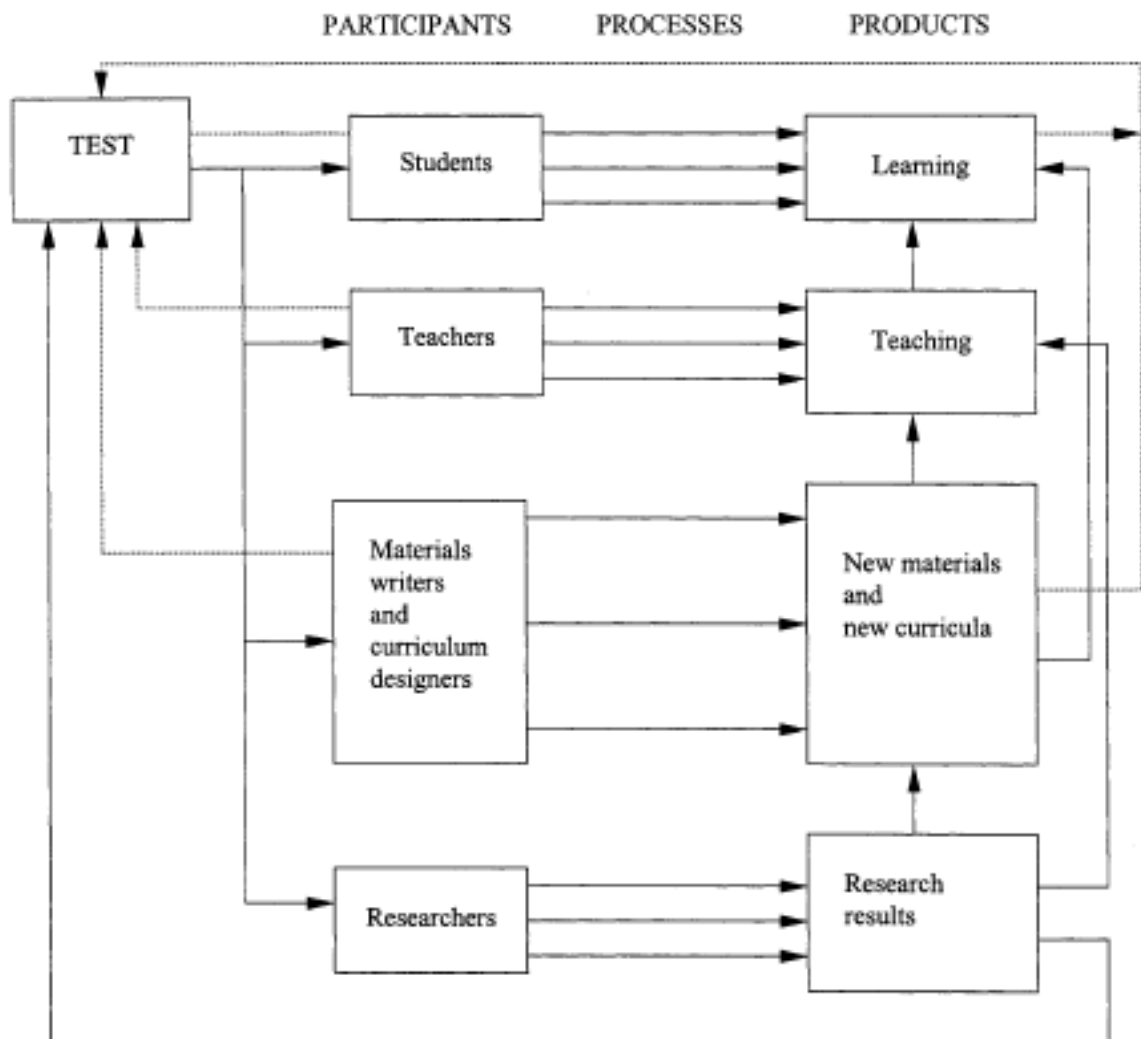 PARTICIPANTS PROCESSES PRODUCTS
TEST
Students
Learning
Teachers
Teaching
Materials
writers
and
curriculum
designers
New materials
and
new curricula
Researchers
Research
results